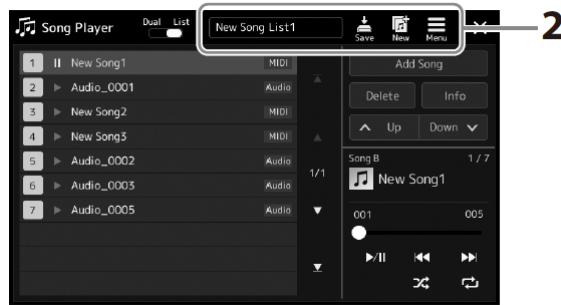 Song Player
Dual List
New Song List1
Save
New
Menu
2
1 New Song1 MIDI
2 Audio_0001 Audio
3 New Song2 MIDI
4 New Song3 MIDI
5 Audio_0002 Audio
6 Audio_0003 Audio
7 Audio_0005 Audio
1/1
Add Song
Delete
Info
Up
Down
Song B 1 / 7
New Song1
001 005